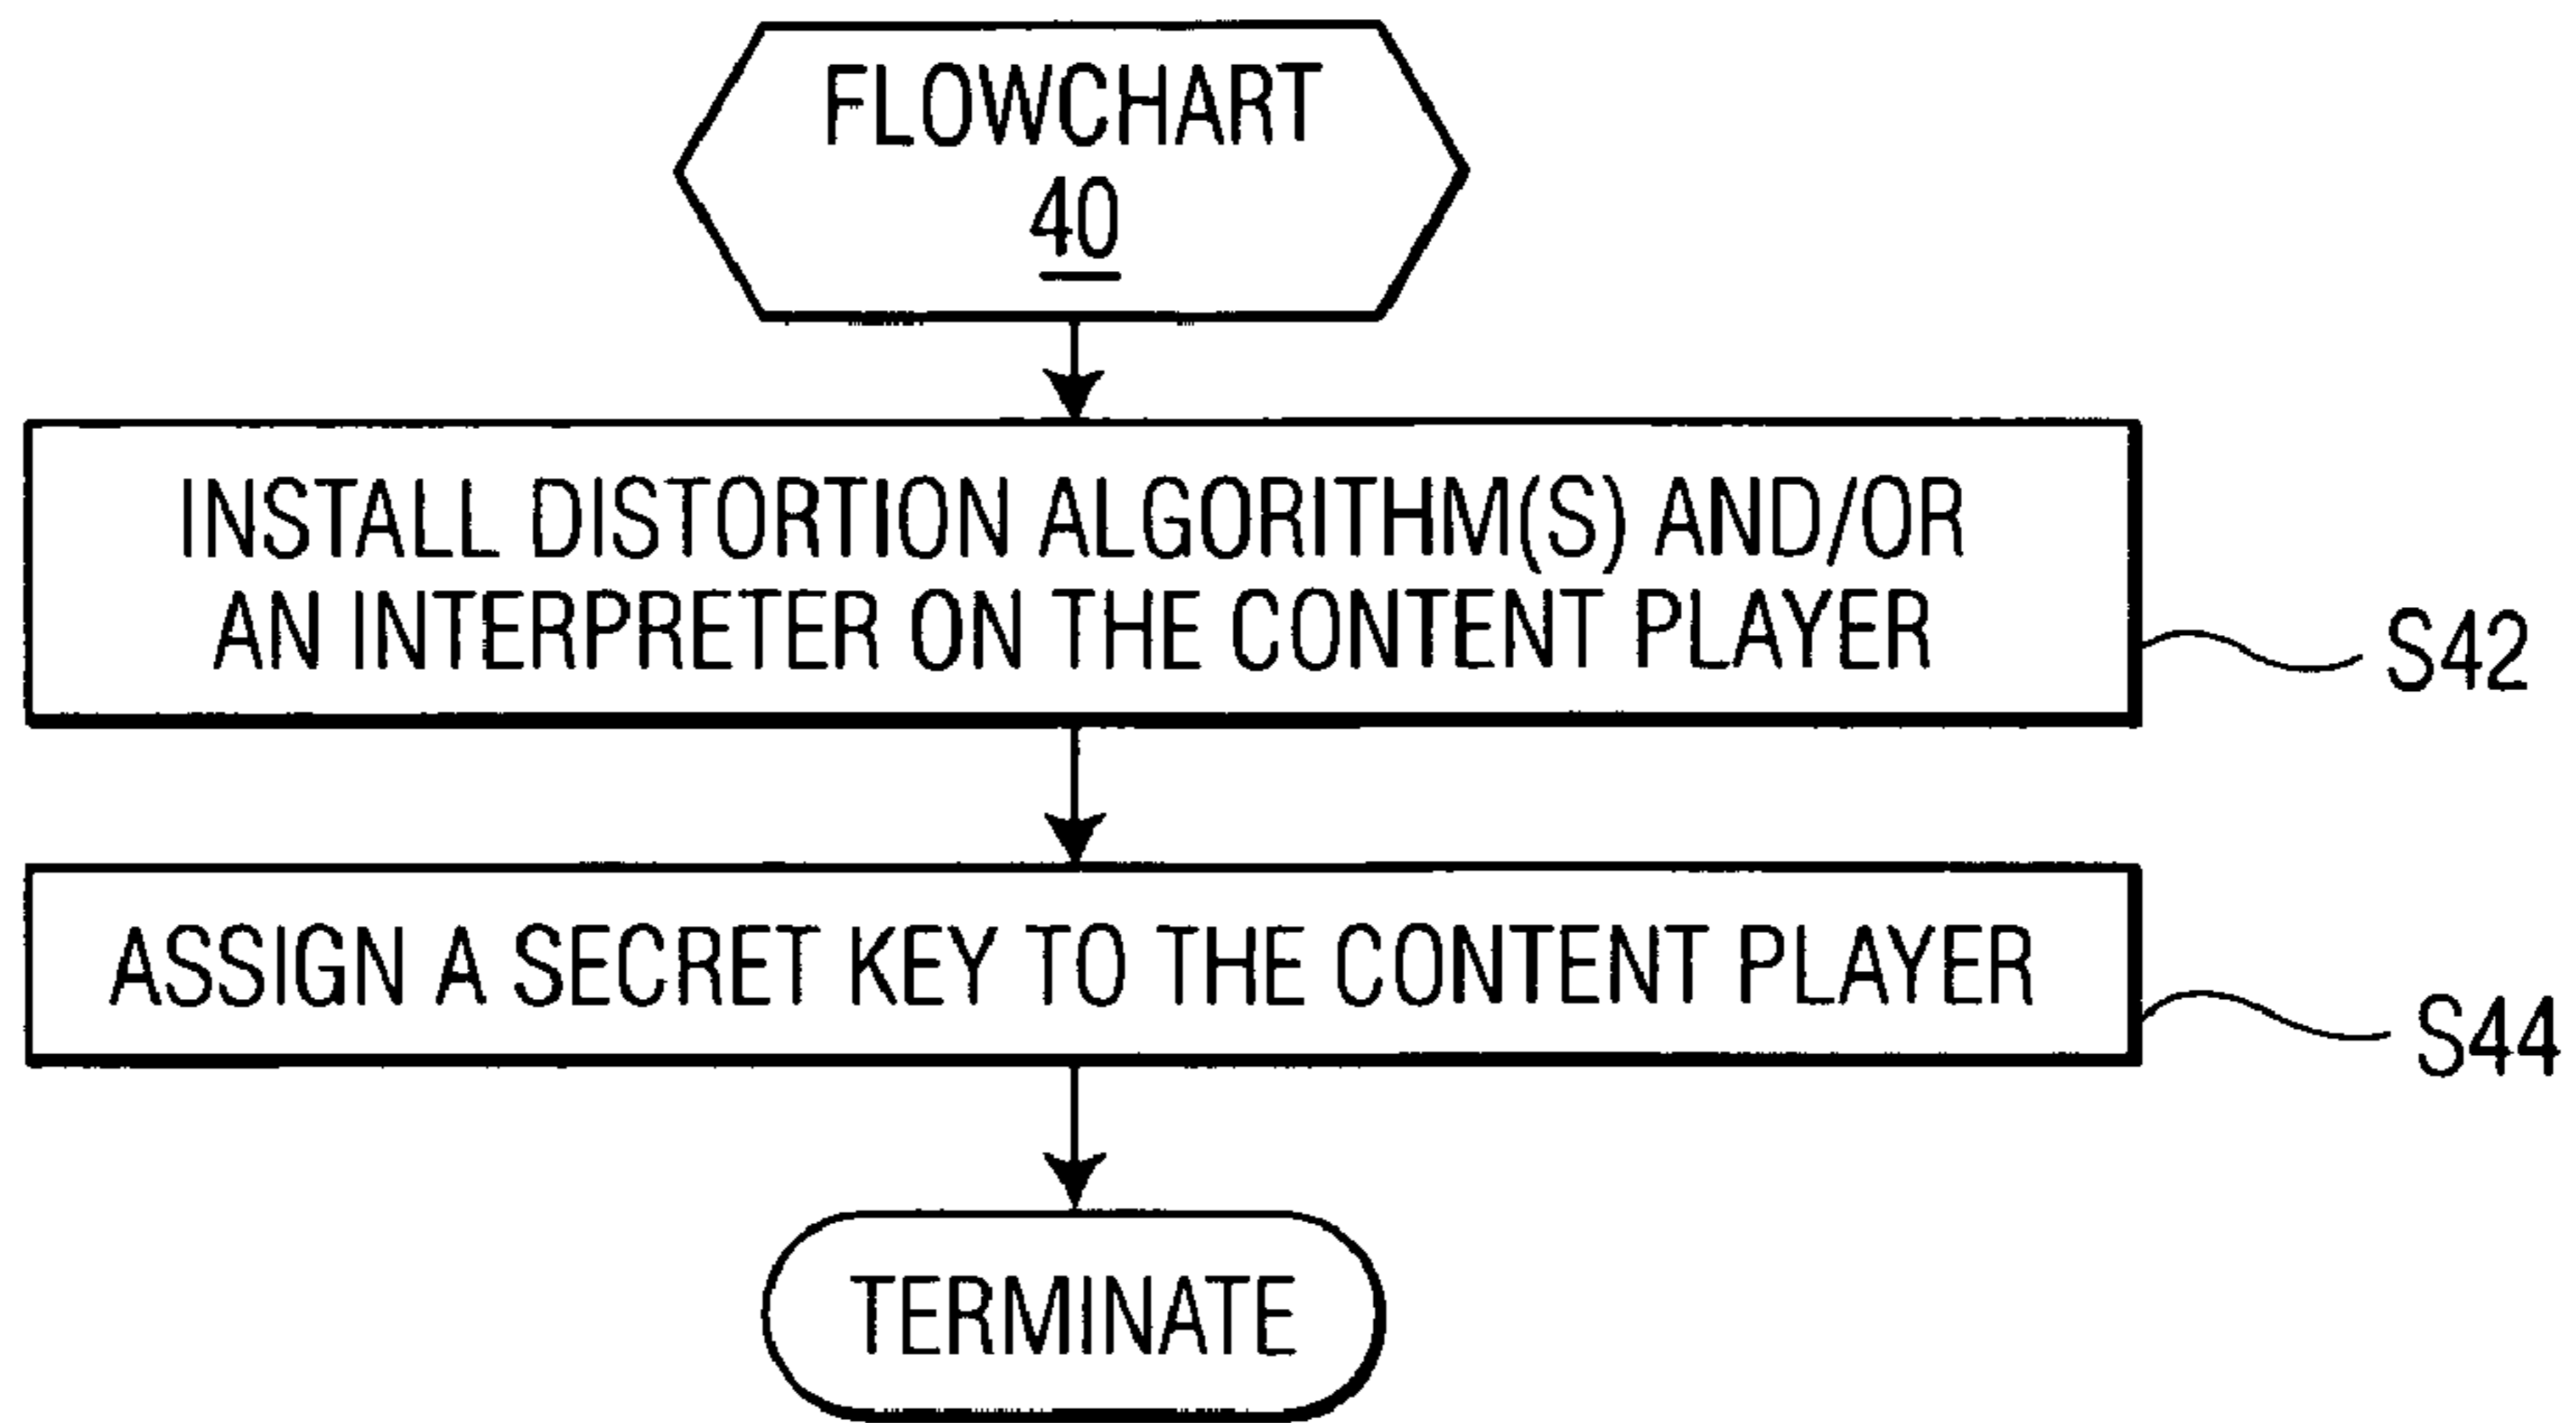 FLOWCHART
40
INSTALL DISTORTION ALGORITHM(S) AND/OR
AN INTERPRETER ON THE CONTENT PLAYER
S42
ASSIGN A SECRET KEY TO THE CONTENT PLAYER
S44
TERMINATE